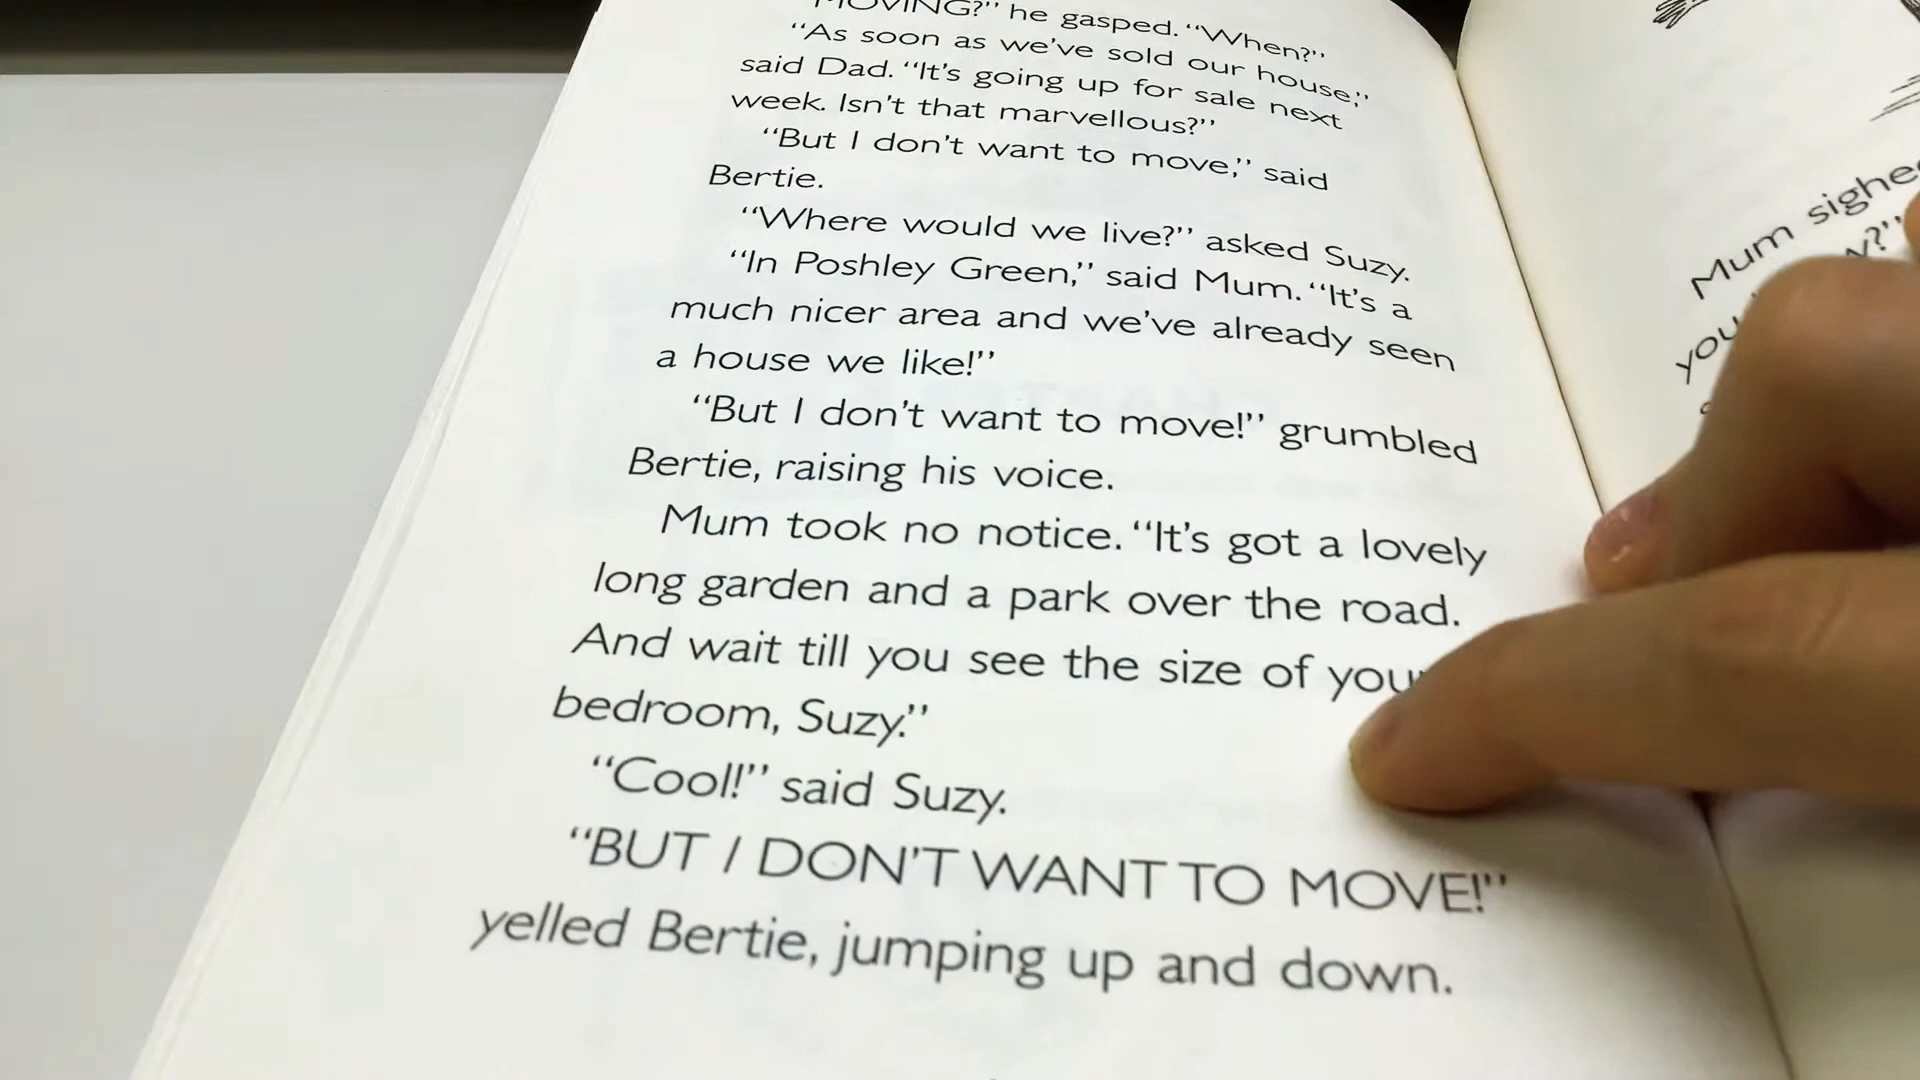 MOVING?" he gasped. "When?"
"As soon as we've sold our house,"
said Dad. "It's going up for sale next
week. Isn't that marvellous?"
"But I don't want to move," said
Bertie.
"Where would we live?" asked Suzy.
"In Poshley Green," said Mum. "It's a
much nicer area and we've already seen
a house we like!"
"But I don't want to move!" grumbled
Bertie, raising his voice.
Mum took no notice. "It's got a lovely
long garden and a park over the road.
And wait till you see the size of your
bedroom, Suzy."
"Cool!" said Suzy.
"BUT I DON'T WANT TO MOVE!"
yelled Bertie, jumping up and down.
Mum